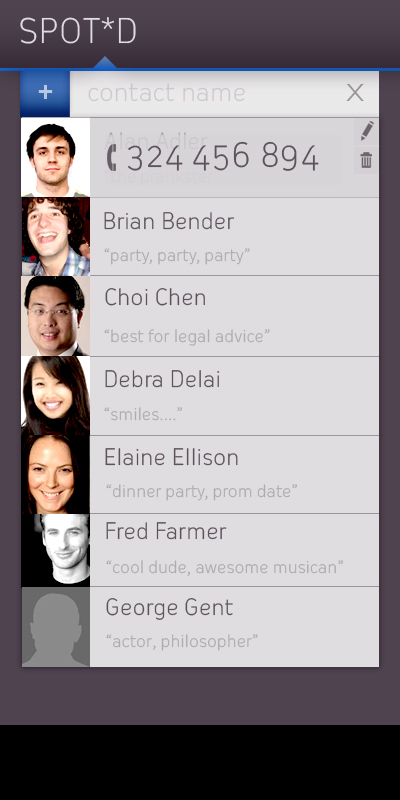 SPOT*D
+ contact name X
Alan Adler
324 456 894
Brian Bender
“party, party, party”
Choi Chen
“best for legal advice”
Debra Delai
“smiles....”
Elaine Ellison
“dinner party, prom date”
Fred Farmer
“cool dude, awesome musican”
George Gent
“actor, philosopher”